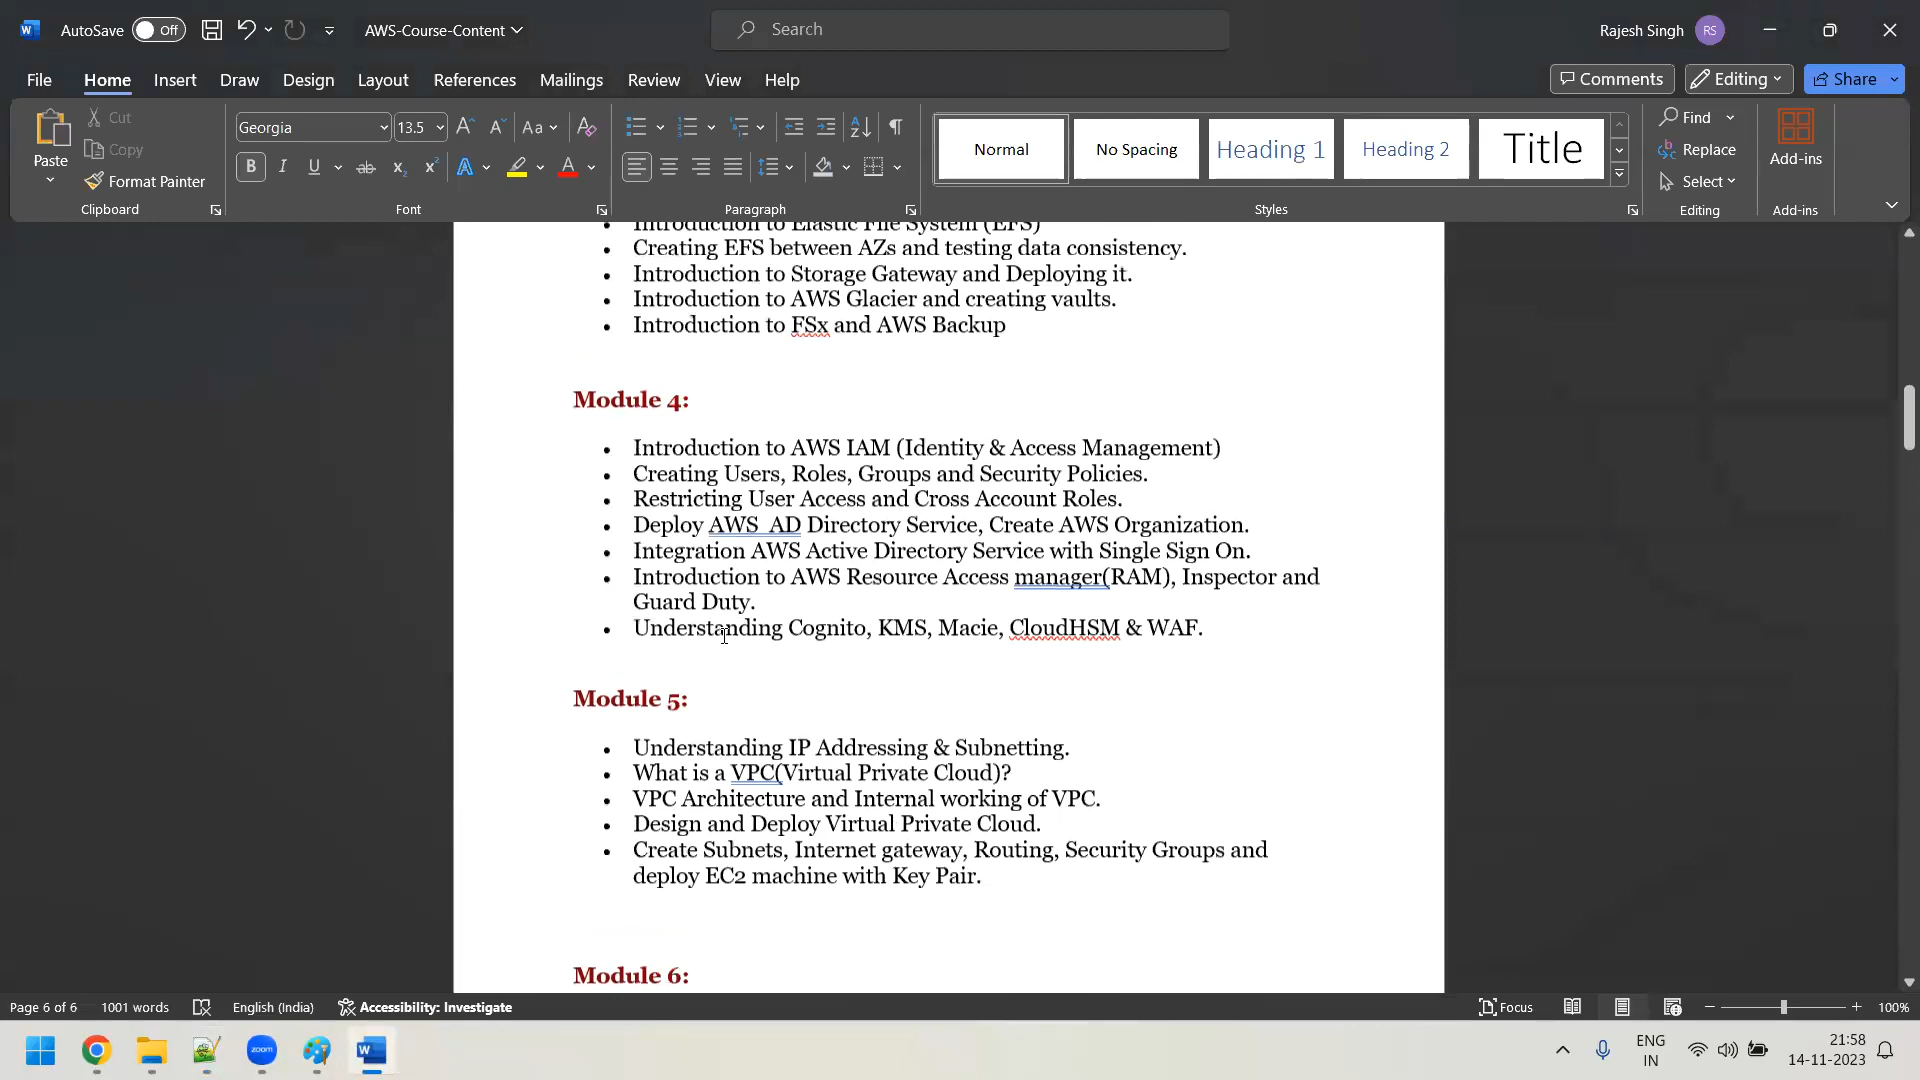 AutoSave Off AWS-Course-Content Search Rajesh Singh RS
File Home Insert Draw Design Layout References Mailings Review View Help Comments Editing Share
Paste Cut Copy Format Painter
Clipboard
Georgia 13.5
Font
Paragraph
Normal No Spacing Heading 1 Heading 2 Title
Styles
Find
Replace
Select
Editing
Add-ins
Add-ins
Introduction to Elastic File System (EFS)
Creating EFS between AZs and testing data consistency.
Introduction to Storage Gateway and Deploying it.
Introduction to AWS Glacier and creating vaults.
Introduction to FSx and AWS Backup
Module 4:
Introduction to AWS IAM (Identity & Access Management)
Creating Users, Roles, Groups and Security Policies.
Restricting User Access and Cross Account Roles.
Deploy AWS AD Directory Service, Create AWS Organization.
Integration AWS Active Directory Service with Single Sign On.
Introduction to AWS Resource Access manager(RAM), Inspector and
Guard Duty.
Understanding Cognito, KMS, Macie, CloudHSM & WAF.
Module 5:
Understanding IP Addressing & Subnetting.
What is a VPC(Virtual Private Cloud)?
VPC Architecture and Internal working of VPC.
Design and Deploy Virtual Private Cloud.
Create Subnets, Internet gateway, Routing, Security Groups and
deploy EC2 machine with Key Pair.
Module 6:
Page 6 of 6 1001 words English (India) Accessibility: Investigate Focus 100%
zoom
ENG
IN
21:58
14-11-2023